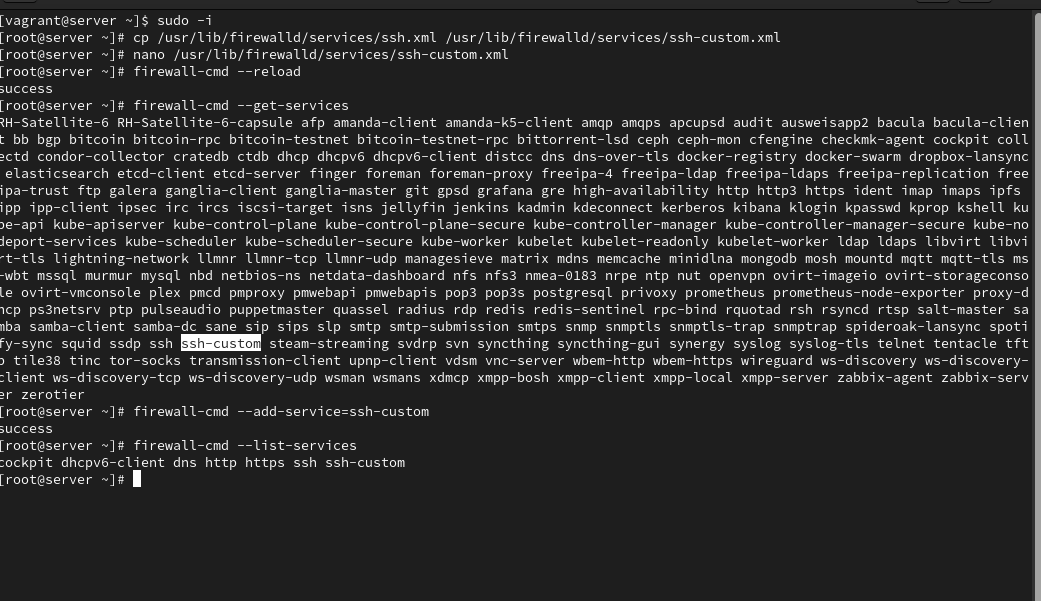 [vagrant@server ~]$ sudo -i
[root@server ~]# cp /usr/lib/firewalld/services/ssh.xml /usr/lib/firewalld/services/ssh-custom.xml
[root@server ~]# nano /usr/lib/firewalld/services/ssh-custom.xml
[root@server ~]# firewall-cmd --reload
success
[root@server ~]# firewall-cmd --get-services
RH-Satellite-6 RH-Satellite-6-capsule afp amanda-client amanda-k5-client amqp amqps apcupsd audit ausweisapp2 bacula bacula-clien
t bb bgp bitcoin bitcoin-rpc bitcoin-testnet bitcoin-testnet-rpc bittorrent-lsd ceph ceph-mon cfengine checkmk-agent cockpit coll
ectd condor-collector cratedb ctdb dhcp dhcpv6 dhcpv6-client distcc dns dns-over-tls docker-registry docker-swarm dropbox-lansync
elasticsearch etcd-client etcd-server finger foreman foreman-proxy freeipa-4 freeipa-ldap freeipa-ldaps freeipa-replication free
ipa-trust ftp galera ganglia-client ganglia-master git gpsd grafana gre high-availability http http3 https ident imap imaps ipfs
ipp ipp-client ipsec irc ircs iscsi-target isns jellyfin jenkins kadmin kdeconnect kerberos kibana klogin kpasswd kprop kshell ku
be-api kube-apiserver kube-control-plane kube-control-plane-secure kube-controller-manager kube-controller-manager-secure kube-no
deport-services kube-scheduler kube-scheduler-secure kube-worker kubelet kubelet-readonly kubelet-worker ldap ldaps libvirt libvi
rt-tls lightning-network llmnr llmnr-tcp llmnr-udp managesieve matrix mdns memcache minidlna mongodb mosh mountd mqtt mqtt-tls ms
-wbt mssql murmur mysql nbd netbios-ns netdata-dashboard nfs nfs3 nmea-0183 nrpe ntp nut openvpn ovirt-imageio ovirt-storageconso
le ovirt-vmconsole plex pmcd pmproxy pmwebapi pmwebapis pop3 pop3s postgresql privoxy prometheus prometheus-node-exporter proxy-d
hcp ps3netsrv ptp pulseaudio puppetmaster quassel radius rdp redis redis-sentinel rpc-bind rquotad rsh rsyncd rtsp salt-master sa
mba samba-client samba-dc sane sip sips slp smtp smtp-submission smtps snmp snmptls snmptls-trap snmptrap spideroak-lansync spoti
fy-sync squid ssdp ssh ssh-custom steam-streaming svdrp svn syncthing syncthing-gui synergy syslog syslog-tls telnet tentacle tft
p tile38 tinc tor-socks transmission-client upnp-client vdsm vnc-server wbem-http wbem-https wireguard ws-discovery ws-discovery-
client ws-discovery-tcp ws-discovery-udp wsman wsmans xdmcp xmpp-bosh xmpp-client xmpp-local xmpp-server zabbix-agent zabbix-serv
er zerotier
[root@server ~]# firewall-cmd --add-service=ssh-custom
success
[root@server ~]# firewall-cmd --list-services
cockpit dhcpv6-client dns http https ssh ssh-custom
[root@server ~]#